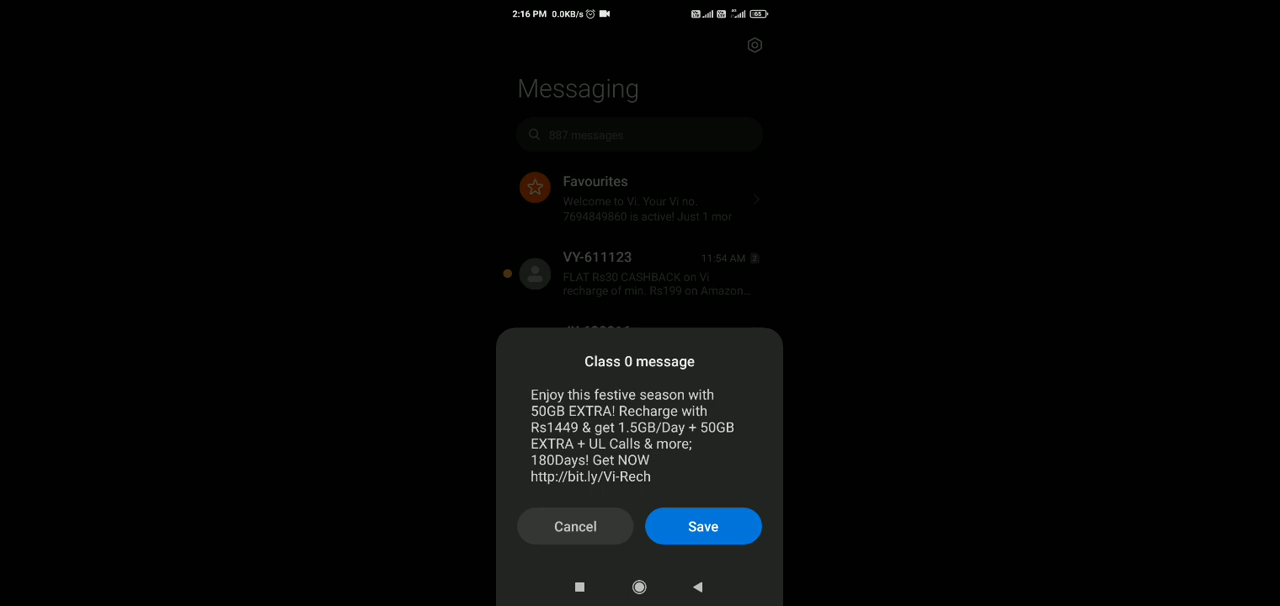 2:16 PM 0.0KB/s 65
Messaging
887 messages
Favourites
Welcome to Vi. Your Vi no.
7694849860 is active! Just 1 mor
VY-611123 11:54 AM 2
FLAT Rs30 CASHBACK on Vi
recharge of min. Rs199 on Amazon...
Class 0 message
Enjoy this festive season with
50GB EXTRA! Recharge with
Rs1449 & get 1.5GB/Day + 50GB
EXTRA + UL Calls & more;
180Days! Get NOW
http://bit.ly/Vi-Rech
Cancel Save